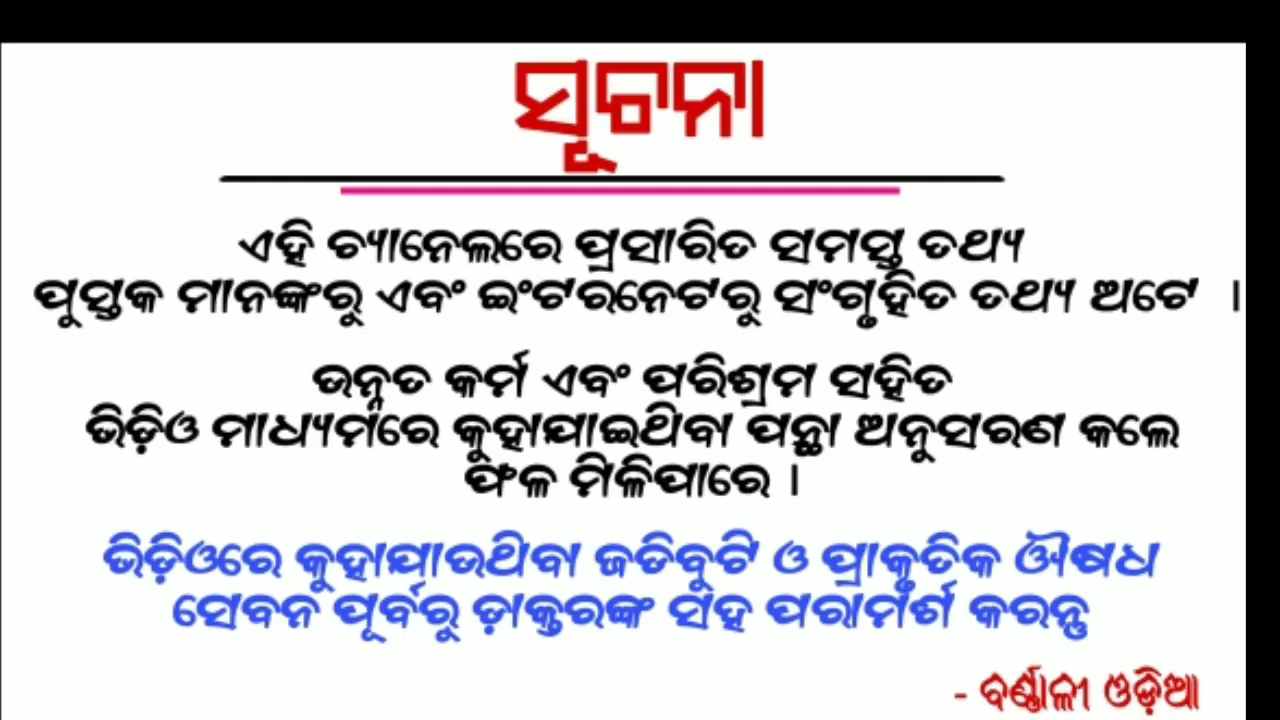 ସୂଚନା
ଏହି ଚ୍ୟାନେଲରେ ପ୍ରସାରିତ ସମସ୍ତ ତଥ୍ୟ
ପୁସ୍ତକ ମାନଙ୍କରୁ ଏବଂ ଇଂଟରନେଟରୁ ସଂଗୃହିତ ତଥ୍ୟ ଅଟେ ।
ଉନ୍ନତ କର୍ମ ଏବଂ ପରିଶ୍ରମ ସହିତ
ଭିଡ଼ିଓ ମାଧ୍ୟମରେ କୁହାଯାଇଥିବା ପନ୍ଥା ଅନୁସରଣ କଲେ
ଫଳ ମିଳିପାରେ ।
ଭିଡ଼ିଓରେ କୁହାଯାଉଥିବା ଜଡିବୁଟି ଓ ପ୍ରାକୃତିକ ଔଷଧ
ସେବନ ପୂର୍ବରୁ ଡ଼ାକ୍ତରଙ୍କ ସହ ପରାମର୍ଶ କରନ୍ତୁ
- ବର୍ଣ୍ଣାଳୀ ଓଡ଼ିଆ